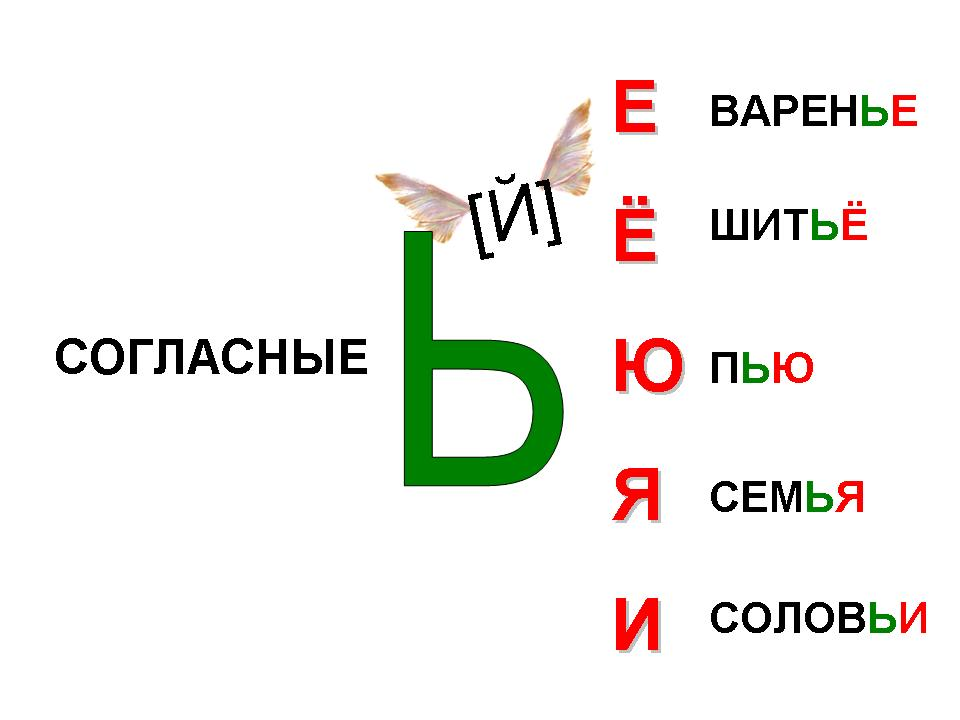 Е ВАРЕНЬЕ
[Й]
Ё ШИТЬЁ
СОГЛАСНЫЕ Ь Ю ПЬЮ
Я СЕМЬЯ
И СОЛОВЬИ